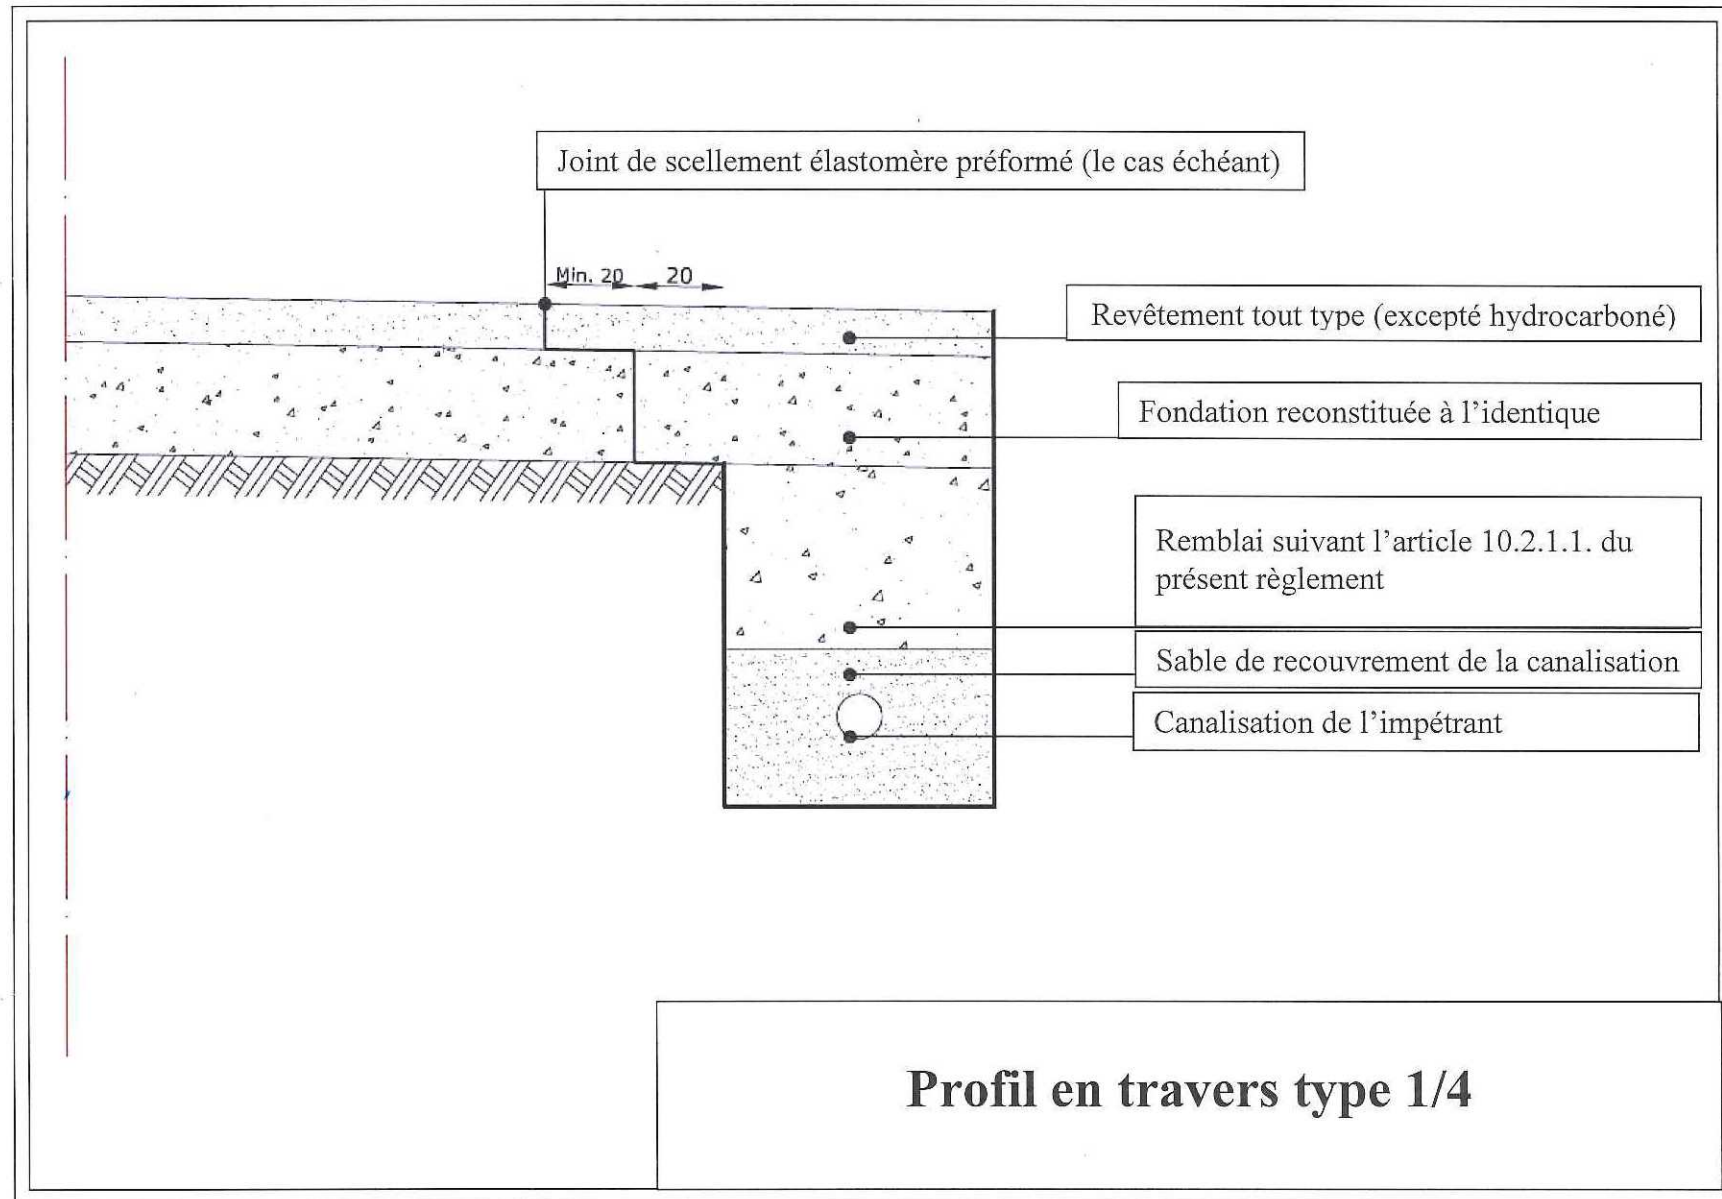 Joint de scellement élastomère préformé (le cas échéant)
Min. 20
20
Revêtement tout type (excepté hydrocarboné)
Fondation reconstituée à l’identique
Remblai suivant l’article 10.2.1.1. du
présent règlement
Sable de recouvrement de la canalisation
Canalisation de l’impétrant
Profil en travers type 1/4